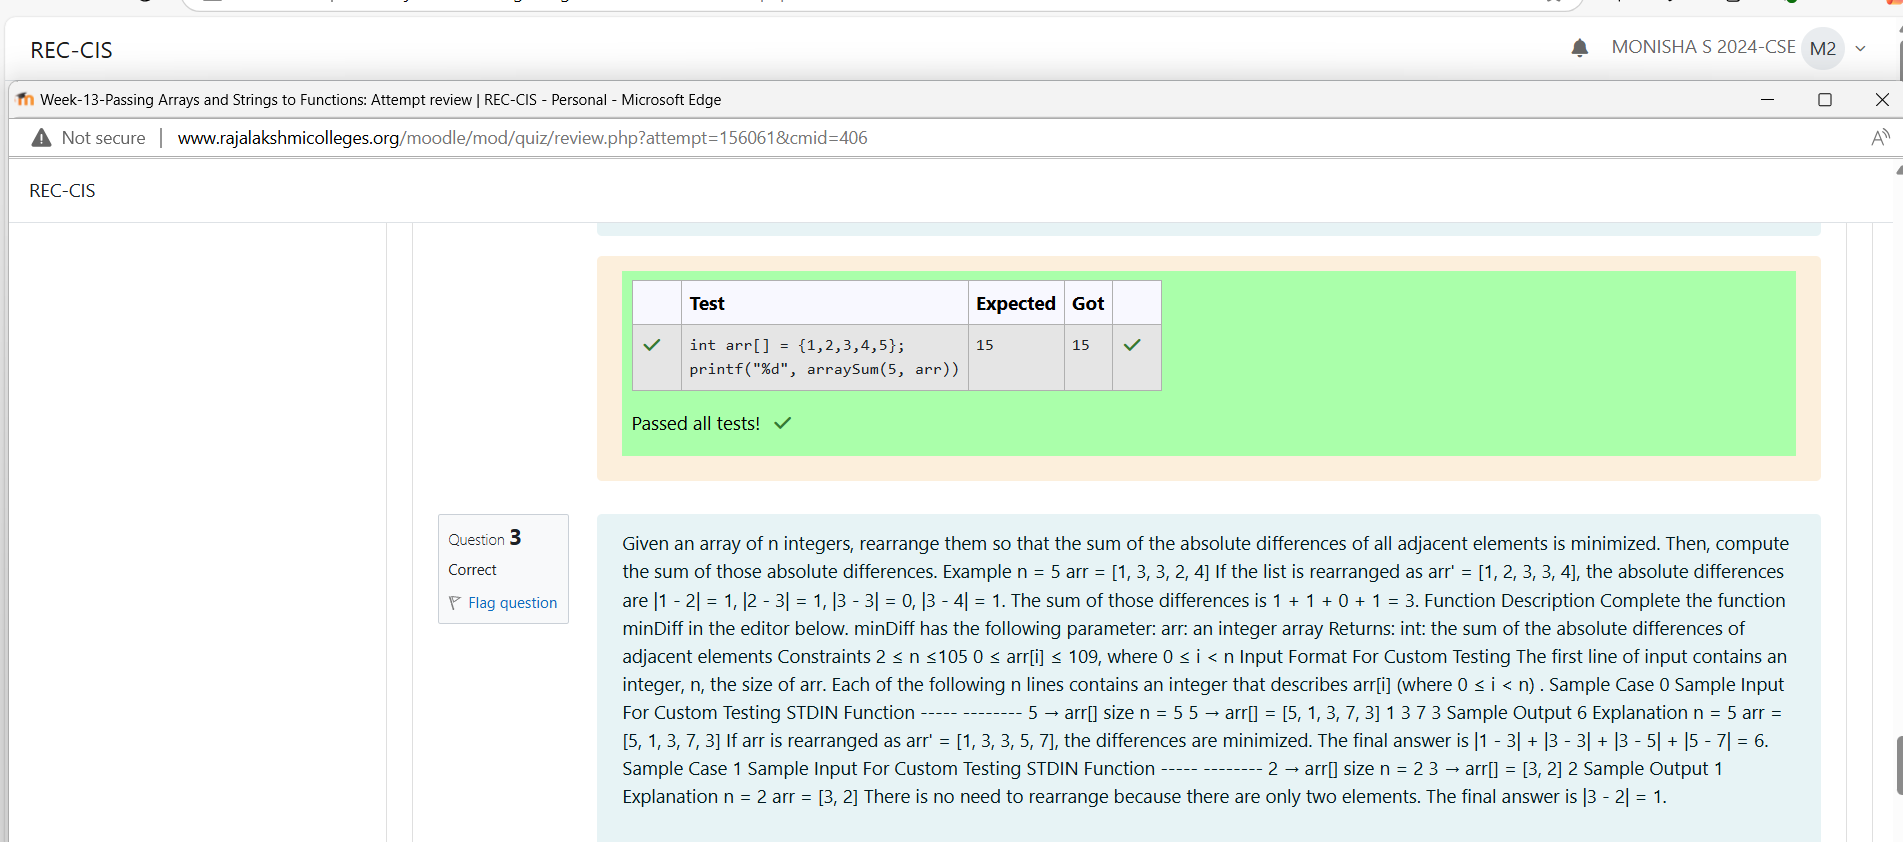 REC-CIS
MONISHA S 2024-CSE M2
Week-13-Passing Arrays and Strings to Functions: Attempt review | REC-CIS - Personal - Microsoft Edge
Not secure | www.rajalakshmicolleges.org/moodle/mod/quiz/review.php?attempt=156061&cmid=406
REC-CIS
Test Expected Got
int arr[] = {1,2,3,4,5}; 15 15
printf("%d", arraySum(5, arr))
Passed all tests!
Question 3
Correct
Flag question
Given an array of n integers, rearrange them so that the sum of the absolute differences of all adjacent elements is minimized. Then, compute
the sum of those absolute differences. Example n = 5 arr = [1, 3, 3, 2, 4] If the list is rearranged as arr' = [1, 2, 3, 3, 4], the absolute differences
are |1 - 2| = 1, |2 - 3| = 1, |3 - 3| = 0, |3 - 4| = 1. The sum of those differences is 1 + 1 + 0 + 1 = 3. Function Description Complete the function
minDiff in the editor below. minDiff has the following parameter: arr: an integer array Returns: int: the sum of the absolute differences of
adjacent elements Constraints 2 ≤ n ≤105 0 ≤ arr[i] ≤ 109, where 0 ≤ i < n Input Format For Custom Testing The first line of input contains an
integer, n, the size of arr. Each of the following n lines contains an integer that describes arr[i] (where 0 ≤ i < n) . Sample Case 0 Sample Input
For Custom Testing STDIN Function ----- -------- 5 → arr[] size n = 5 5 → arr[] = [5, 1, 3, 7, 3] 1 3 7 3 Sample Output 6 Explanation n = 5 arr =
[5, 1, 3, 7, 3] If arr is rearranged as arr' = [1, 3, 3, 5, 7], the differences are minimized. The final answer is |1 - 3| + |3 - 3| + |3 - 5| + |5 - 7| = 6.
Sample Case 1 Sample Input For Custom Testing STDIN Function ----- -------- 2 → arr[] size n = 2 3 → arr[] = [3, 2] 2 Sample Output 1
Explanation n = 2 arr = [3, 2] There is no need to rearrange because there are only two elements. The final answer is |3 - 2| = 1.